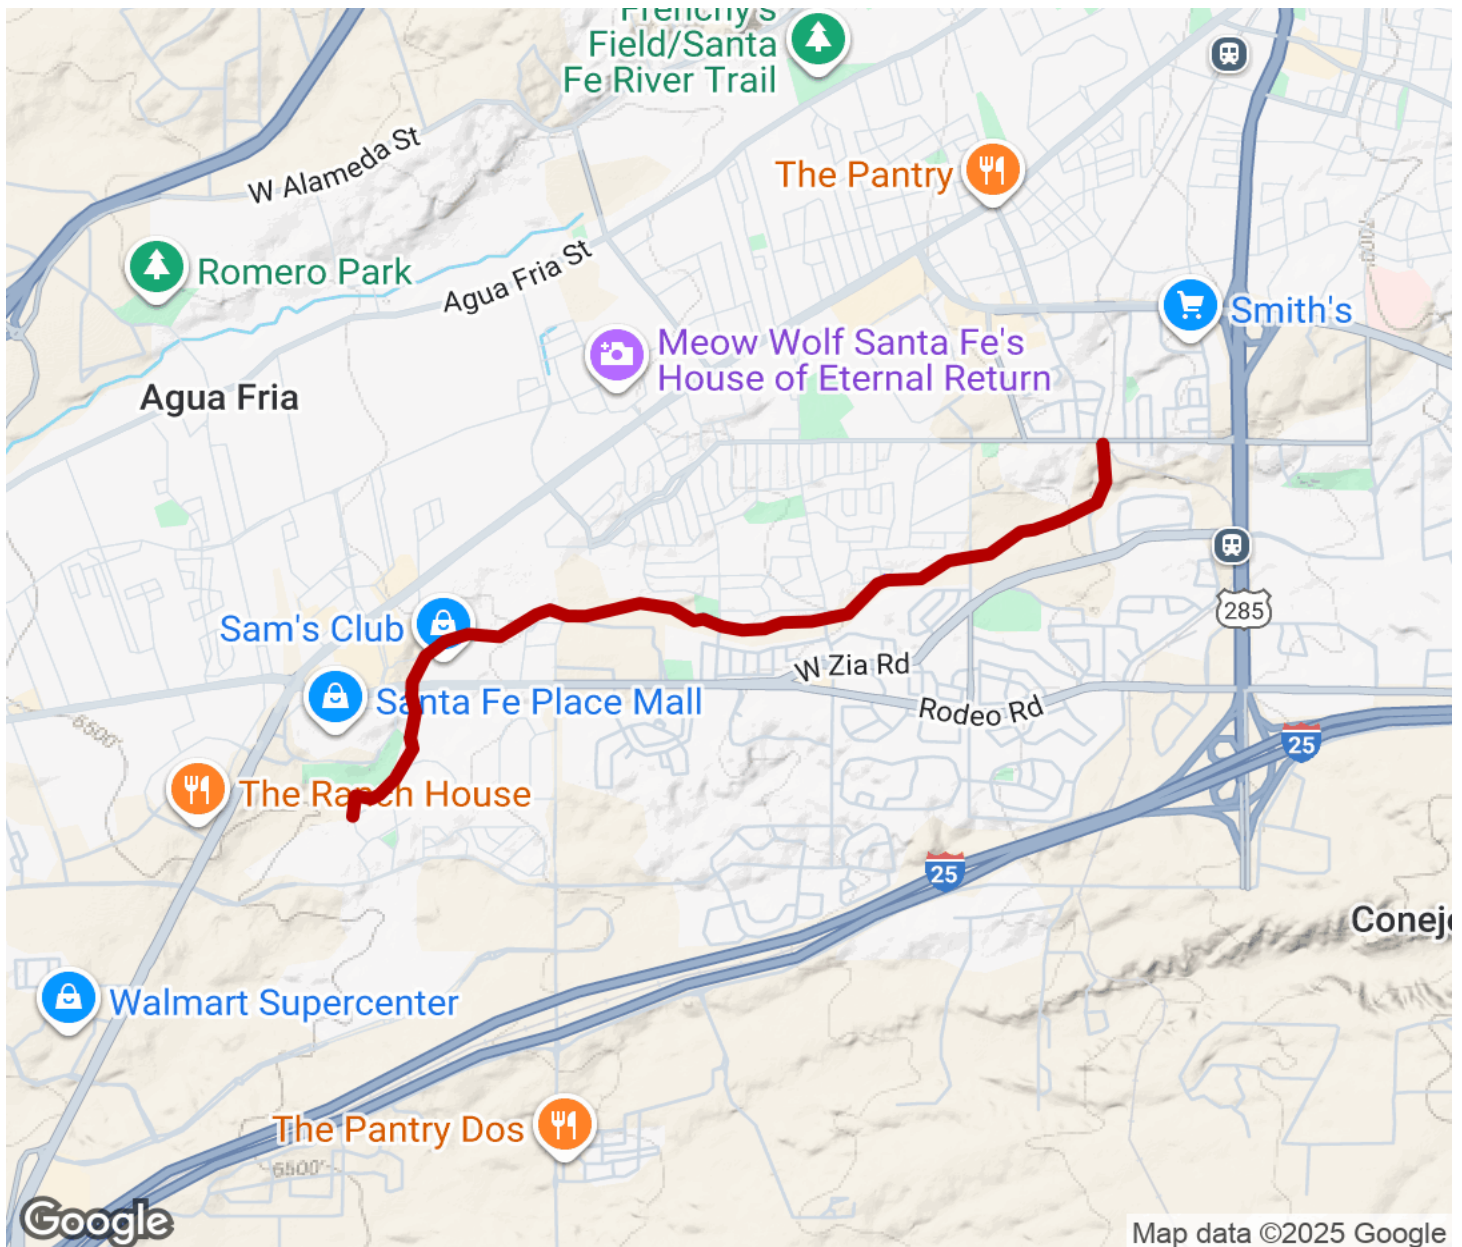 Frenchy's
Field/Santa
Fe River Trail
W Alameda St
The Pantry
Romero Park
Agua Fria St
Smith's
7000'
Meow Wolf Santa Fe's
House of Eternal Return
Agua Fria
Sam's Club
285
W Zia Rd
Santa Fe Place Mall
Rodeo Rd
6500'
25
The Ranch House
25
Walmart Supercenter
The Pantry Dos
6500'
Google
Map data ©2025 Google